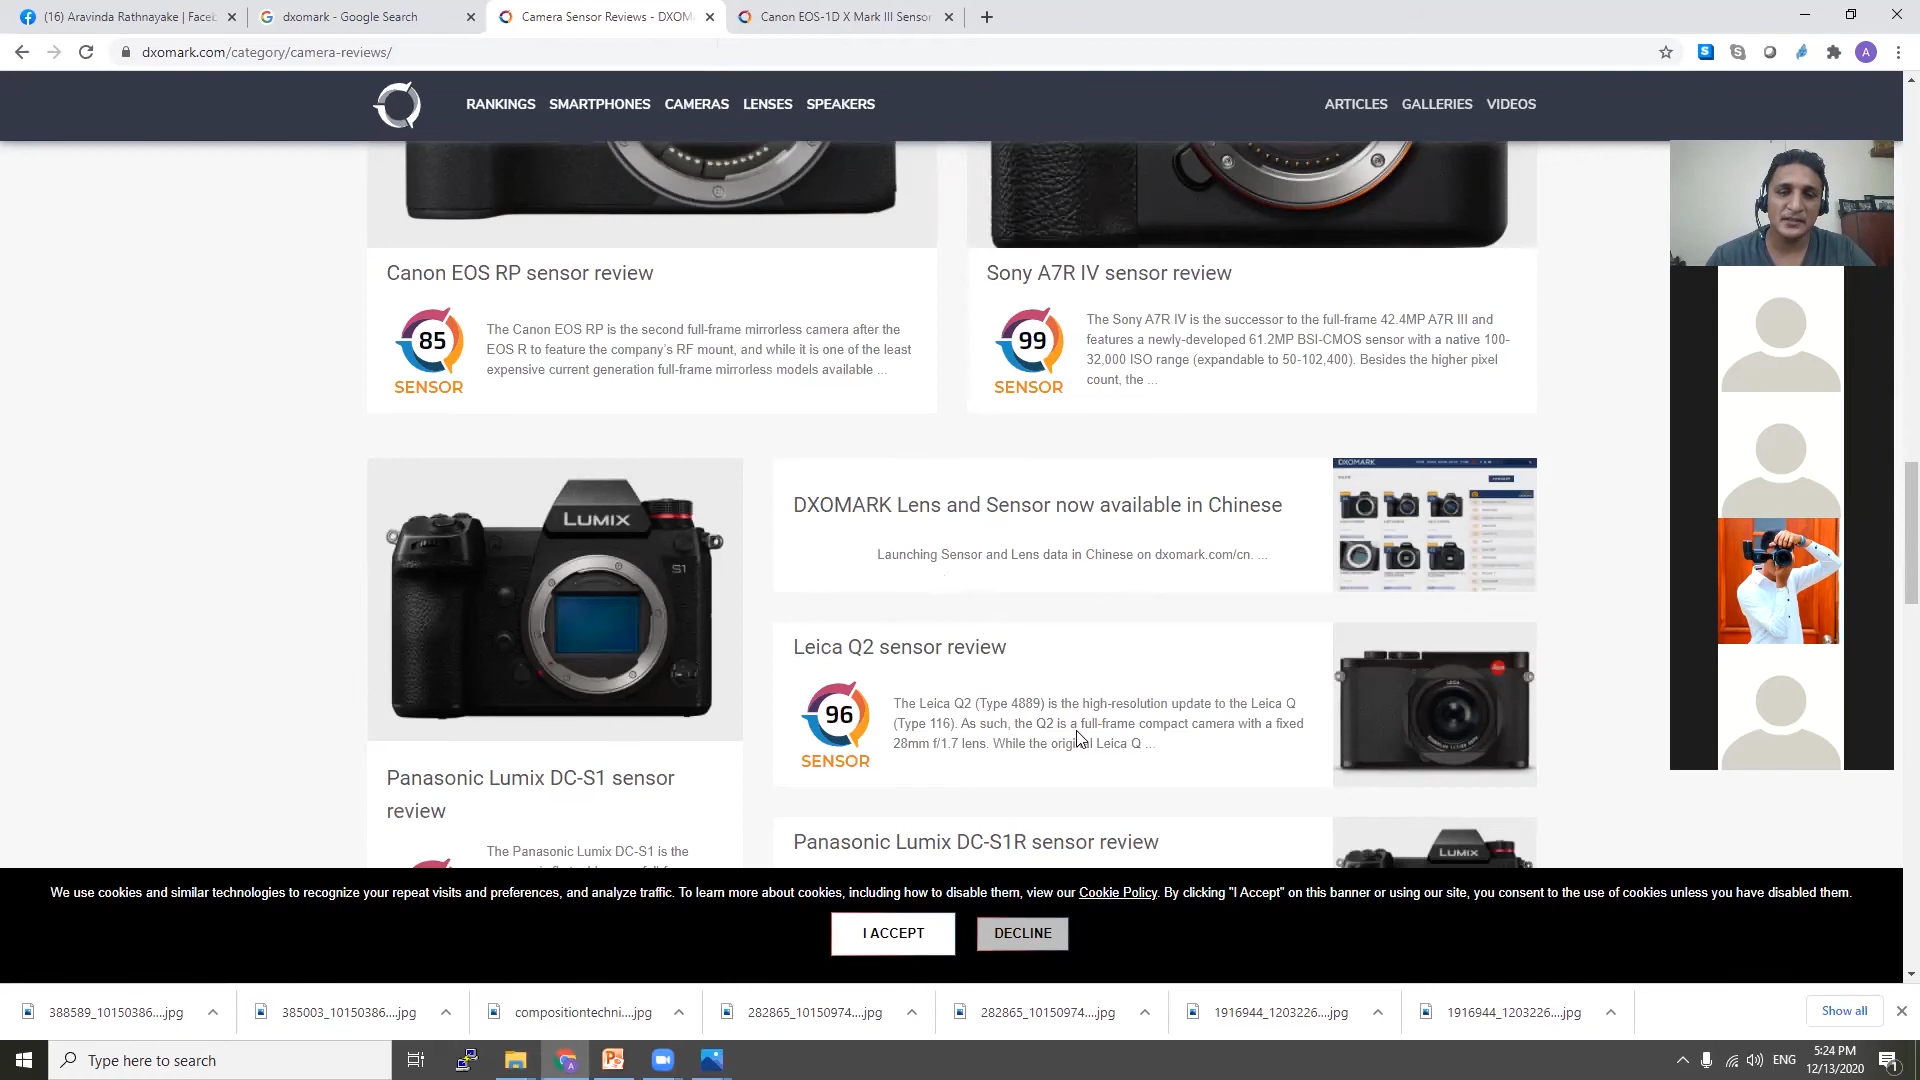 (16) Aravinda Rathnayake | Faceb
dxomark - Google Search
Camera Sensor Reviews - DXOM
Canon EOS-1D X Mark III Sensor
dxomark.com/category/camera-reviews/
A
RANKINGS SMARTPHONES CAMERAS LENSES SPEAKERS
ARTICLES GALLERIES VIDEOS
Canon EOS RP sensor review
85
SENSOR
The Canon EOS RP is the second full-frame mirrorless camera after the
EOS R to feature the company's RF mount, and while it is one of the least
expensive current generation full-frame mirrorless models available ...
Sony A7R IV sensor review
99
SENSOR
The Sony A7R IV is the successor to the full-frame 42.4MP A7R III and
features a newly-developed 61.2MP BSI-CMOS sensor with a native 100-
32,000 ISO range (expandable to 50-102,400). Besides the higher pixel
count, the ...
LUMIX
S1
Panasonic Lumix DC-S1 sensor
review
The Panasonic Lumix DC-S1 is the
DXOMARK Lens and Sensor now available in Chinese
Launching Sensor and Lens data in Chinese on dxomark.com/cn. ...
DXOMARK
Leica Q2 sensor review
96
SENSOR
The Leica Q2 (Type 4889) is the high-resolution update to the Leica Q
(Type 116). As such, the Q2 is a full-frame compact camera with a fixed
28mm f/1.7 lens. While the original Leica Q ...
Panasonic Lumix DC-S1R sensor review
LUMIX
We use cookies and similar technologies to recognize your repeat visits and preferences, and analyze traffic. To learn more about cookies, including how to disable them, view our Cookie Policy. By clicking "I Accept" on this banner or using our site, you consent to the use of cookies unless you have disabled them.
I ACCEPT
DECLINE
388589_10150386....jpg
385003_10150386....jpg
compositiontechni....jpg
282865_10150974....jpg
282865_10150974....jpg
1916944_1203226....jpg
1916944_1203226....jpg
Show all
Type here to search
ENG
5:24 PM
12/13/2020
1